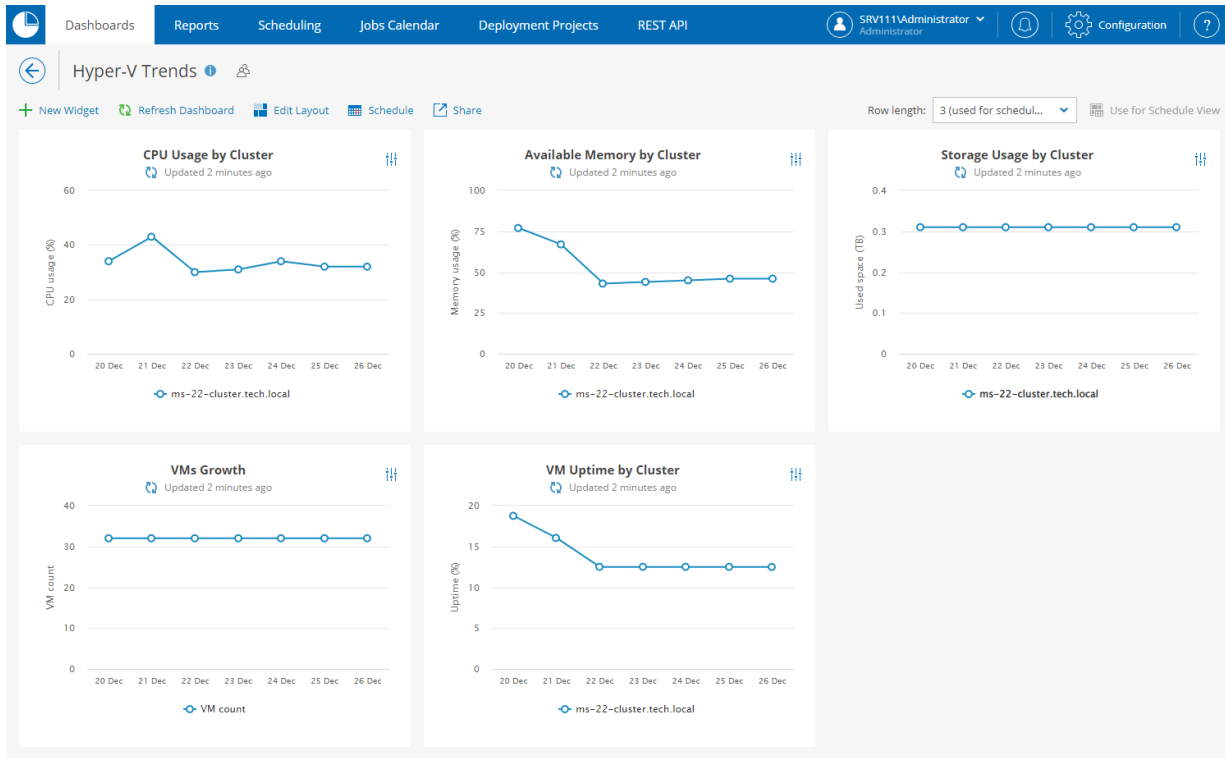 Dashboards Reports Scheduling Jobs Calendar Deployment Projects REST API SRV111\Administrator Configuration ?
Administrator
Hyper-V Trends i
New Widget Refresh Dashboard Edit Layout Schedule Share Row length: 3 (used for schedul... Use for Schedule View
CPU Usage by Cluster
Updated 2 minutes ago
60
40
20
0
CPU usage (%)
20 Dec 21 Dec 22 Dec 23 Dec 24 Dec 25 Dec 26 Dec
ms-22-cluster.tech.local
Available Memory by Cluster
Updated 2 minutes ago
100
75
50
25
0
Memory usage (%)
20 Dec 21 Dec 22 Dec 23 Dec 24 Dec 25 Dec 26 Dec
ms-22-cluster.tech.local
Storage Usage by Cluster
Updated 2 minutes ago
0.4
0.3
0.2
0.1
0
Used space (TB)
20 Dec 21 Dec 22 Dec 23 Dec 24 Dec 25 Dec 26 Dec
ms-22-cluster.tech.local
VMs Growth
Updated 2 minutes ago
40
30
20
10
0
VM count
20 Dec 21 Dec 22 Dec 23 Dec 24 Dec 25 Dec 26 Dec
VM count
VM Uptime by Cluster
Updated 2 minutes ago
20
15
10
5
0
Uptime (%)
20 Dec 21 Dec 22 Dec 23 Dec 24 Dec 25 Dec 26 Dec
ms-22-cluster.tech.local